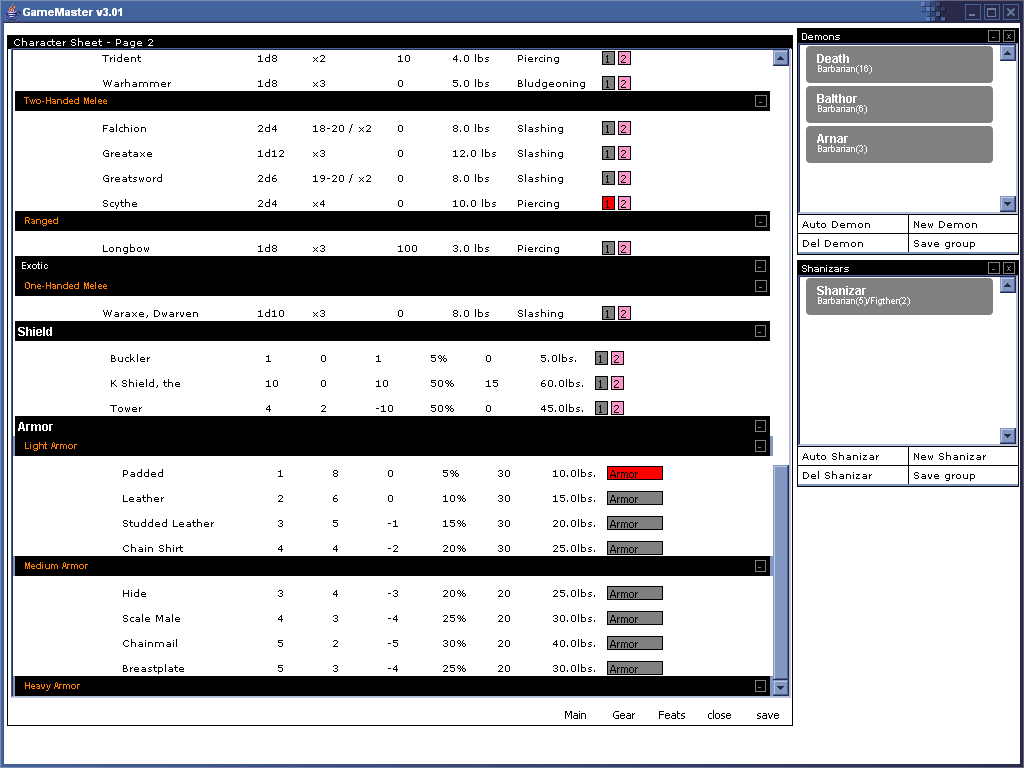 GameMaster v3.01
Character Sheet - Page 2
Trident 1d8 x2 10 4.0 lbs Piercing 1 2
Warhammer 1d8 x3 0 5.0 lbs Bludgeoning 1 2
Two-Handed Melee -
Falchion 2d4 18-20 / x2 0 8.0 lbs Slashing 1 2
Greataxe 1d12 x3 0 12.0 lbs Slashing 1 2
Greatsword 2d6 19-20 / x2 0 8.0 lbs Slashing 1 2
Scythe 2d4 x4 0 10.0 lbs Piercing 1 2
Ranged -
Longbow 1d8 x3 100 3.0 lbs Piercing 1 2
Exotic -
One-Handed Melee -
Waraxe, Dwarven 1d10 x3 0 8.0 lbs Slashing 1 2
Shield -
Buckler 1 0 1 5% 0 5.0lbs. 1 2
K Shield, the 10 0 10 50% 15 60.0lbs. 1 2
Tower 4 2 -10 50% 0 45.0lbs. 1 2
Armor -
Light Armor -
Padded 1 8 0 5% 30 10.0lbs. Armor
Leather 2 6 0 10% 30 15.0lbs. Armor
Studded Leather 3 5 -1 15% 30 20.0lbs. Armor
Chain Shirt 4 4 -2 20% 30 25.0lbs. Armor
Medium Armor -
Hide 3 4 -3 20% 20 25.0lbs. Armor
Scale Male 4 3 -4 25% 20 30.0lbs. Armor
Chainmail 5 2 -5 30% 20 40.0lbs. Armor
Breastplate 5 3 -4 25% 20 30.0lbs. Armor
Heavy Armor -
Main Gear Feats close save
Demons - x
Death
Barbarian(16)
Balthor
Barbarian(6)
Arnar
Barbarian(3)
Auto Demon New Demon
Del Demon Save group
Shanizars - x
Shanizar
Barbarian(5)/Figther(2)
Auto Shanizar New Shanizar
Del Shanizar Save group